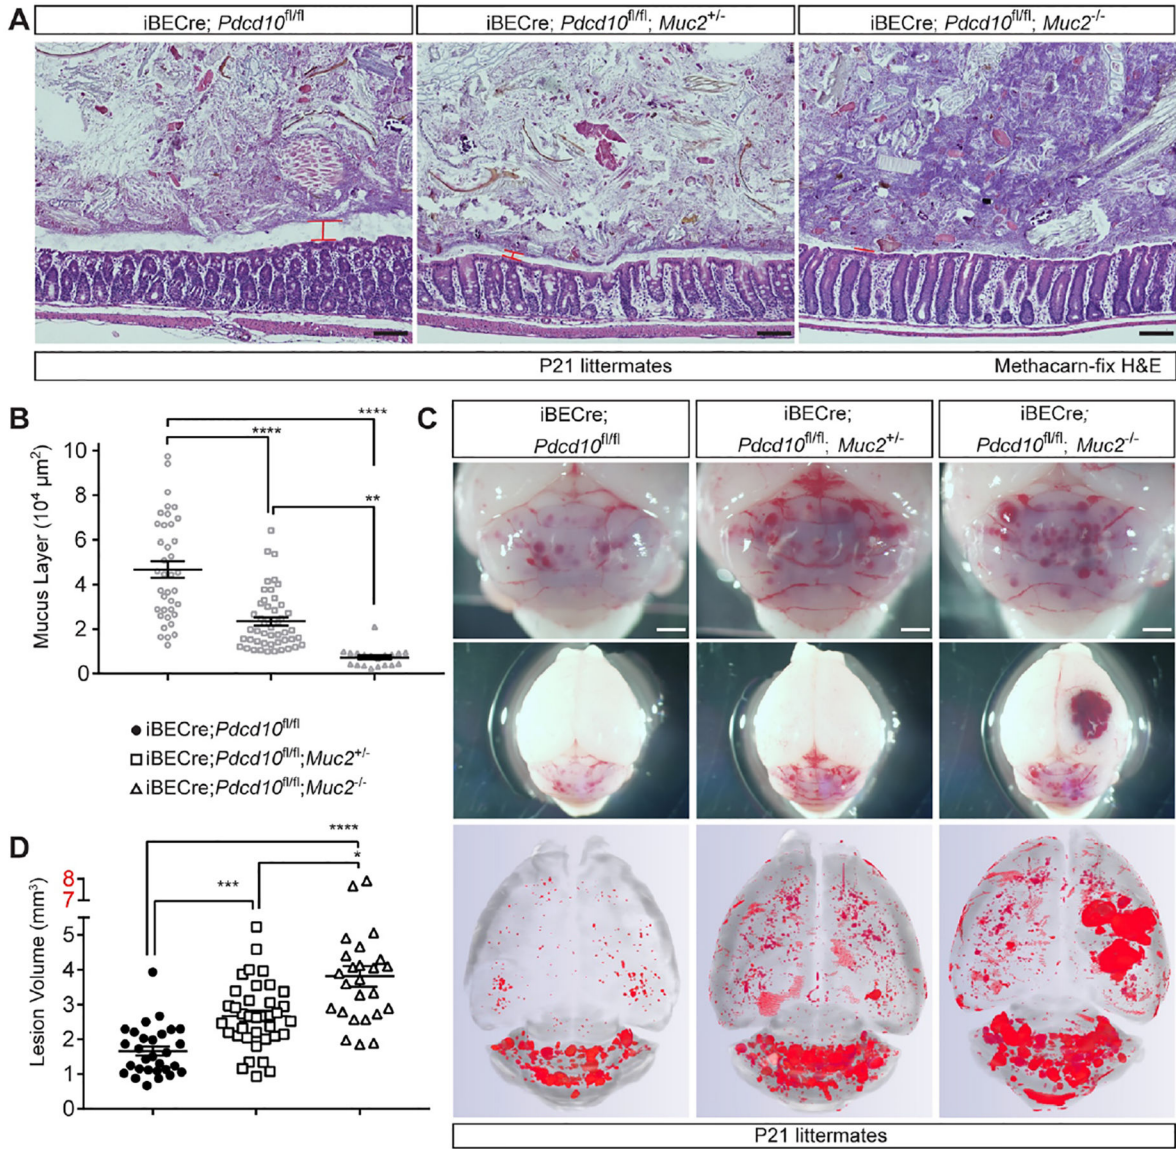 A
iBECre; Pdcd10fl/fl
iBECre; Pdcd10fl/fl; Muc2+/-
iBECre; Pdcd10fl/fl; Muc2-/-
P21 littermates
Methacarn-fix H&E
B
Mucus Layer (10⁴ µm²)
10
8
6
4
2
0
****
****
**
iBECre;Pdcd10fl/fl
iBECre;Pdcd10fl/fl;Muc2+/-
iBECre;Pdcd10fl/fl;Muc2-/-
C
iBECre;
Pdcd10fl/fl
iBECre;
Pdcd10fl/fl; Muc2+/-
iBECre;
Pdcd10fl/fl; Muc2-/-
P21 littermates
D
Lesion Volume (mm³)
8
7
5
4
3
2
1
0
****
*
***